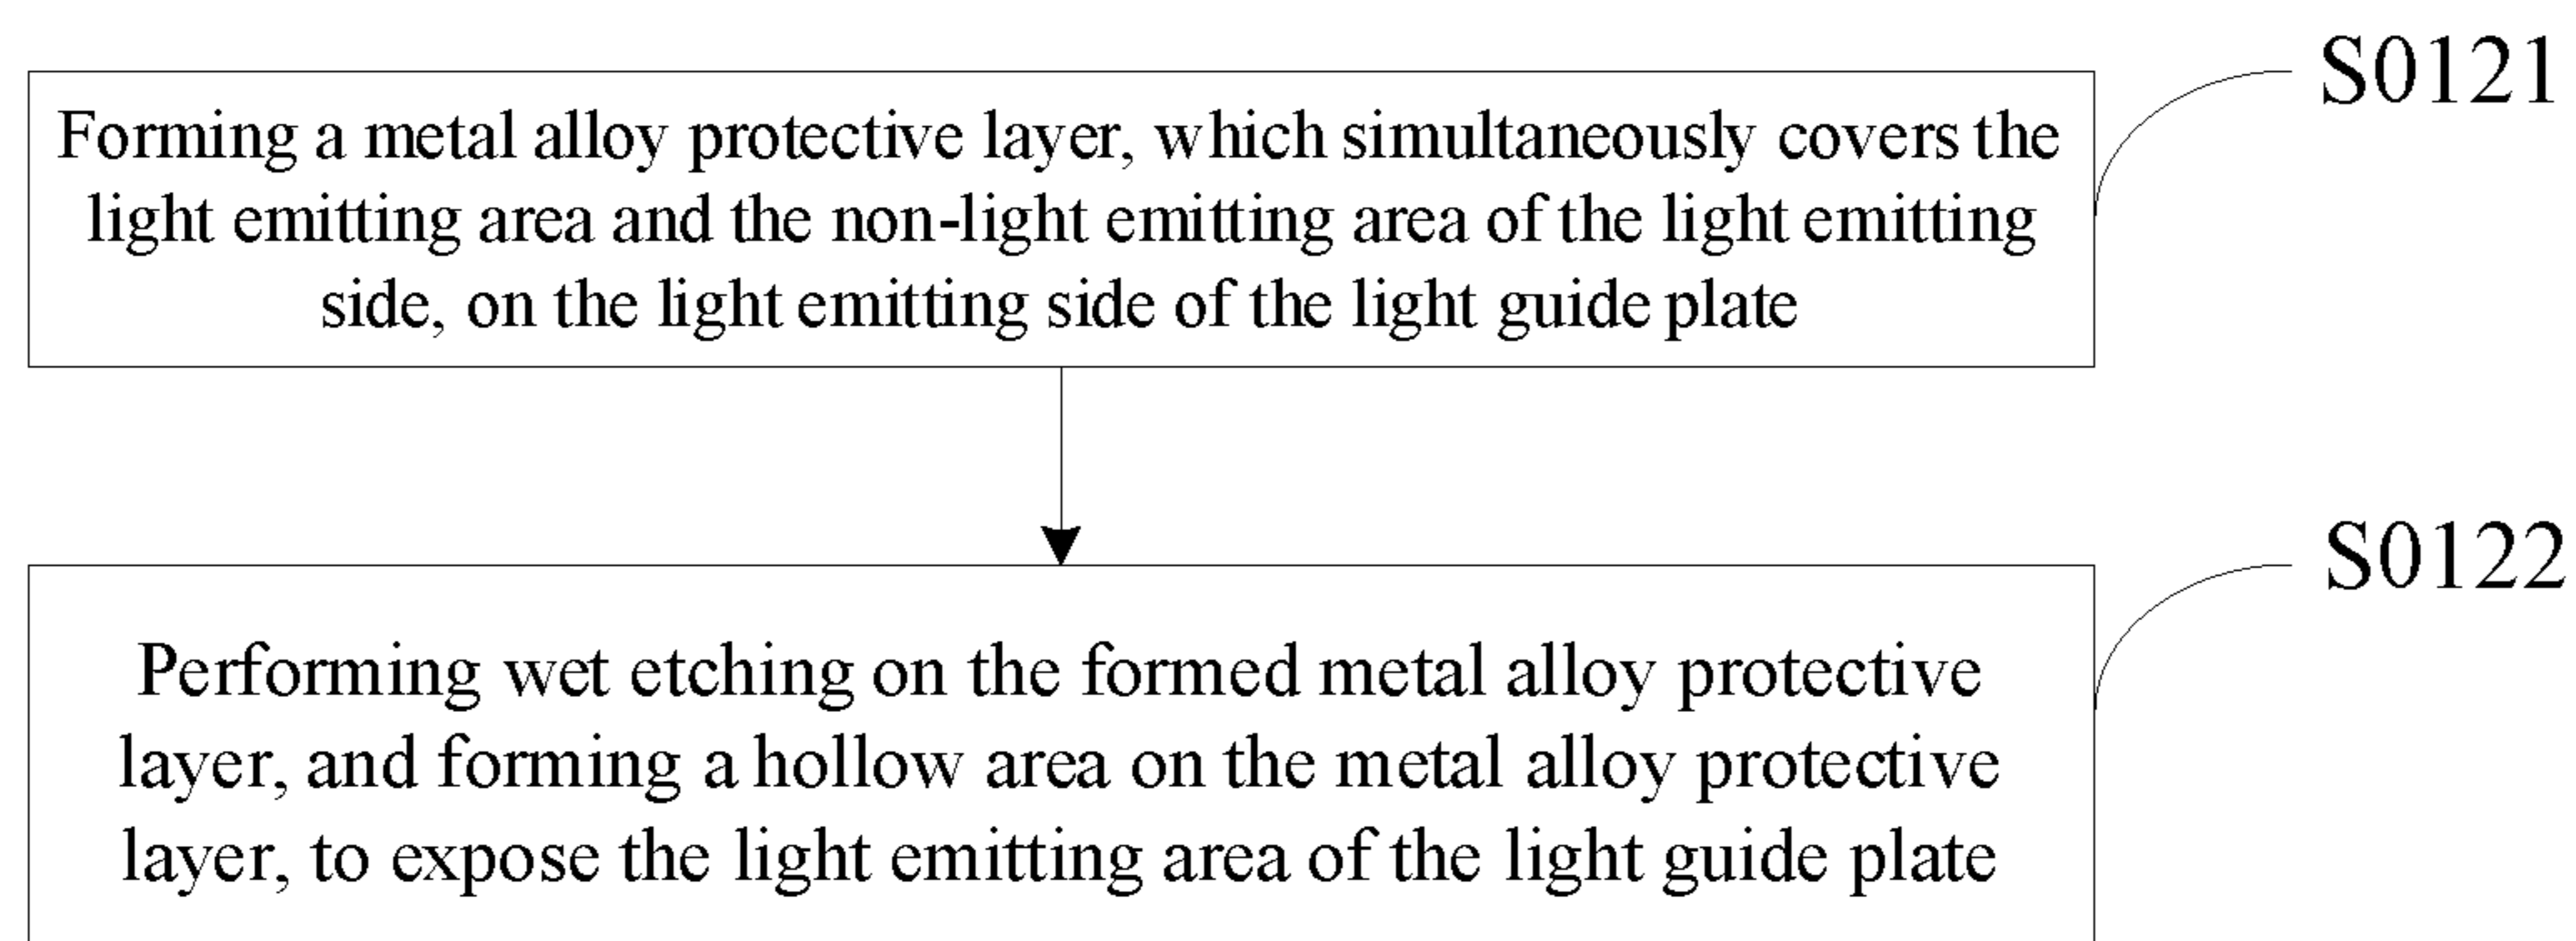 S0121
Forming a metal alloy protective layer, which simultaneously covers the
light emitting area and the non-light emitting area of the light emitting
side, on the light emitting side of the light guide plate
S0122
Performing wet etching on the formed metal alloy protective
layer, and forming a hollow area on the metal alloy protective
layer, to expose the light emitting area of the light guide plate